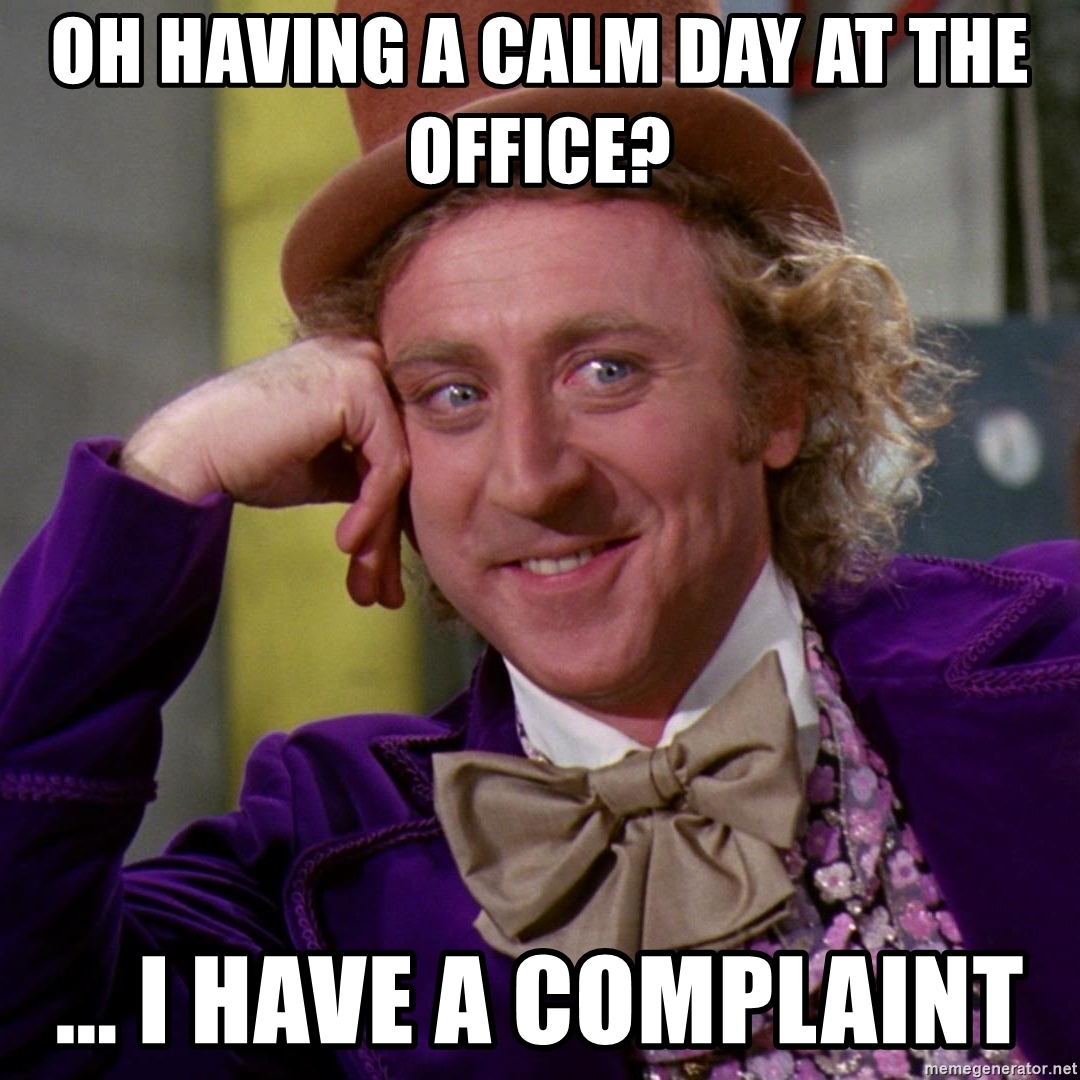 OH HAVING A CALM DAY AT THE
OFFICE?
... I HAVE A COMPLAINT
memegenerator.net